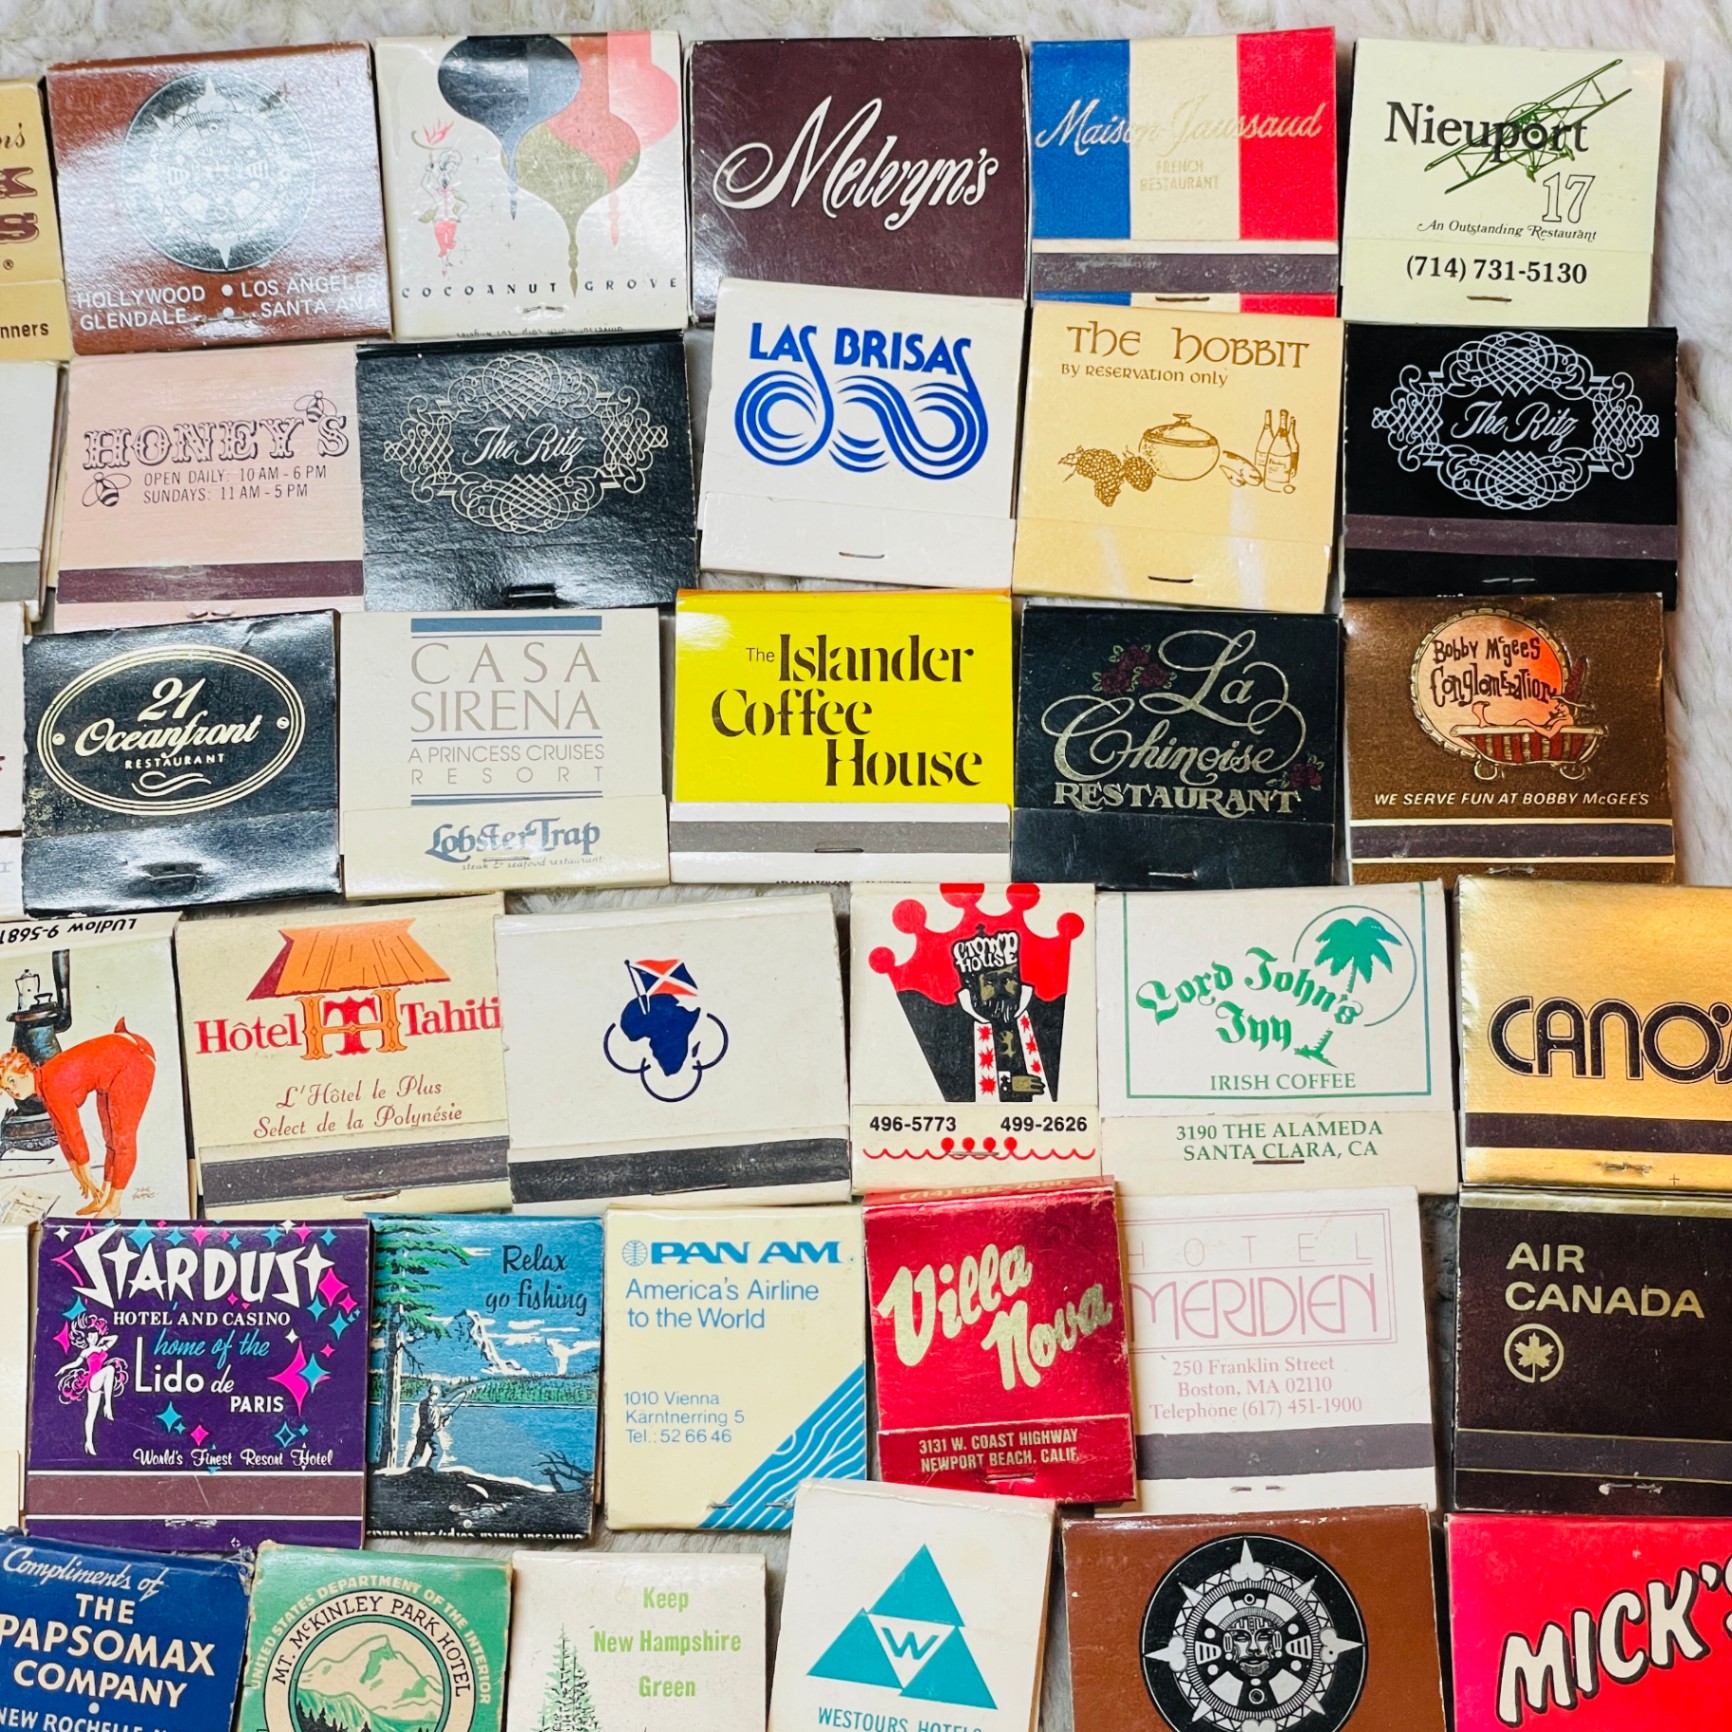 nners
HOLLYWOOD • LOS ANGELES
GLENDALE • SANTA ANA
COCOANUT GROVE
Melvyn's
Maison Jaussaud
FRENCH
RESTAURANT
Nieuport
17
An Outstanding Restaurant
(714) 731-5130
HONEY'S
OPEN DAILY: 10 AM - 6 PM
SUNDAYS: 11 AM - 5 PM
The Ritz
LAS BRISAS
The hobbit
by reservation only
The Ritz
21
Oceanfront
RESTAURANT
CASA
SIRENA
A PRINCESS CRUISES
RESORT
Lobster Trap
steak & seafood restaurant
The Islander
Coffee
House
La
Chinoise
RESTAURANT
Bobby McGees
Conglomeration
WE SERVE FUN AT BOBBY McGEE'S
LUdlow 9-5681
Hôtel Tahiti
L'Hôtel le Plus
Select de la Polynésie
CROWD
HOUSE
496-5773 499-2626
Lord John's
Inn
IRISH COFFEE
3190 THE ALAMEDA
SANTA CLARA, CA
CANO'S
STARDUST
HOTEL AND CASINO
home of the
Lido de
PARIS
World's Finest Resort Hotel
Relax
go fishing
PAN AM
America's Airline
to the World
1010 Vienna
Kärntnerring 5
Tel.: 52 66 46
Villa
Nova
3131 W. COAST HIGHWAY
NEWPORT BEACH, CALIF.
HOTEL
MERIDIEN
250 Franklin Street
Boston, MA 02110
Telephone (617) 451-1900
AIR
CANADA
Compliments of
THE
PAPSOMAX
COMPANY
NEW ROCHELLE
UNITED STATES DEPARTMENT OF THE INTERIOR
MT. McKINLEY PARK HOTEL
Keep
New Hampshire
Green
W
WESTOURS HOTELS
MICK'S